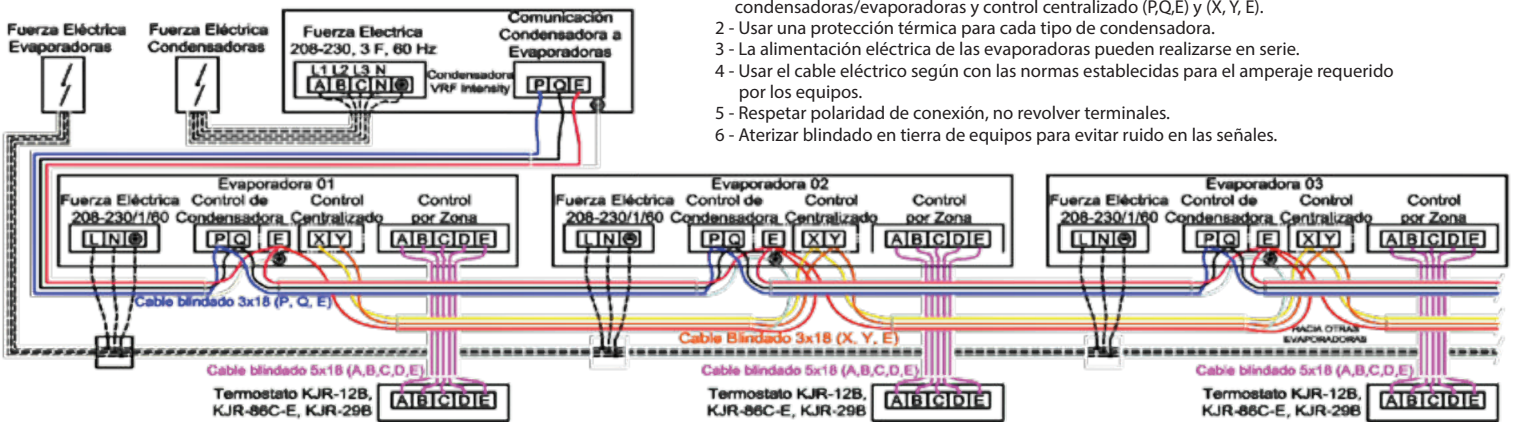 condensadoras/evaporadoras y control centralizado (P,Q,E) y (X, Y, E).
2 - Usar una protección térmica para cada tipo de condensadora.
3 - La alimentación eléctrica de las evaporadoras pueden realizarse en serie.
4 - Usar el cable eléctrico según con las normas establecidas para el amperaje requerido
por los equipos.
5 - Respetar polaridad de conexión, no revolver terminales.
6 - Aterizar blindado en tierra de equipos para evitar ruido en las señales.
Fuerza Eléctrica
Evaporadoras
Fuerza Eléctrica
Condensadoras
Fuerza Electrica
208-230, 3 F, 60 Hz
L1 L2 L3 N
A B C N
Condensadora
VRF Intensity
Comunicación
Condensadora a
Evaporadoras
P Q E
Evaporadora 01
Fuerza Eléctrica
208-230/1/60
L N
Control de
Condensadora
P Q E
Control
Centralizado
X Y
Control
por Zona
A B C D E
Evaporadora 02
Fuerza Eléctrica
208-230/1/60
L N
Control de
Condensadora
P Q E
Control
Centralizado
X Y
Control
por Zona
A B C D E
Evaporadora 03
Fuerza Eléctrica
208-230/1/60
L N
Control de
Condensadora
P Q E
Control
Centralizado
X Y
Control
por Zona
A B C D E
Cable blindado 3x18 (P, Q, E)
Cable Blindado 3x18 (X, Y, E)
HACIA OTRAS
EVAPORADORAS
Cable blindado 5x18 (A,B,C,D,E)
Termostato KJR-12B,
KJR-86C-E, KJR-29B
A B C D E
Cable blindado 5x18 (A,B,C,D,E)
Termostato KJR-12B,
KJR-86C-E, KJR-29B
A B C D E
Cable blindado 5x18 (A,B,C,D,E)
Termostato KJR-12B,
KJR-86C-E, KJR-29B
A B C D E